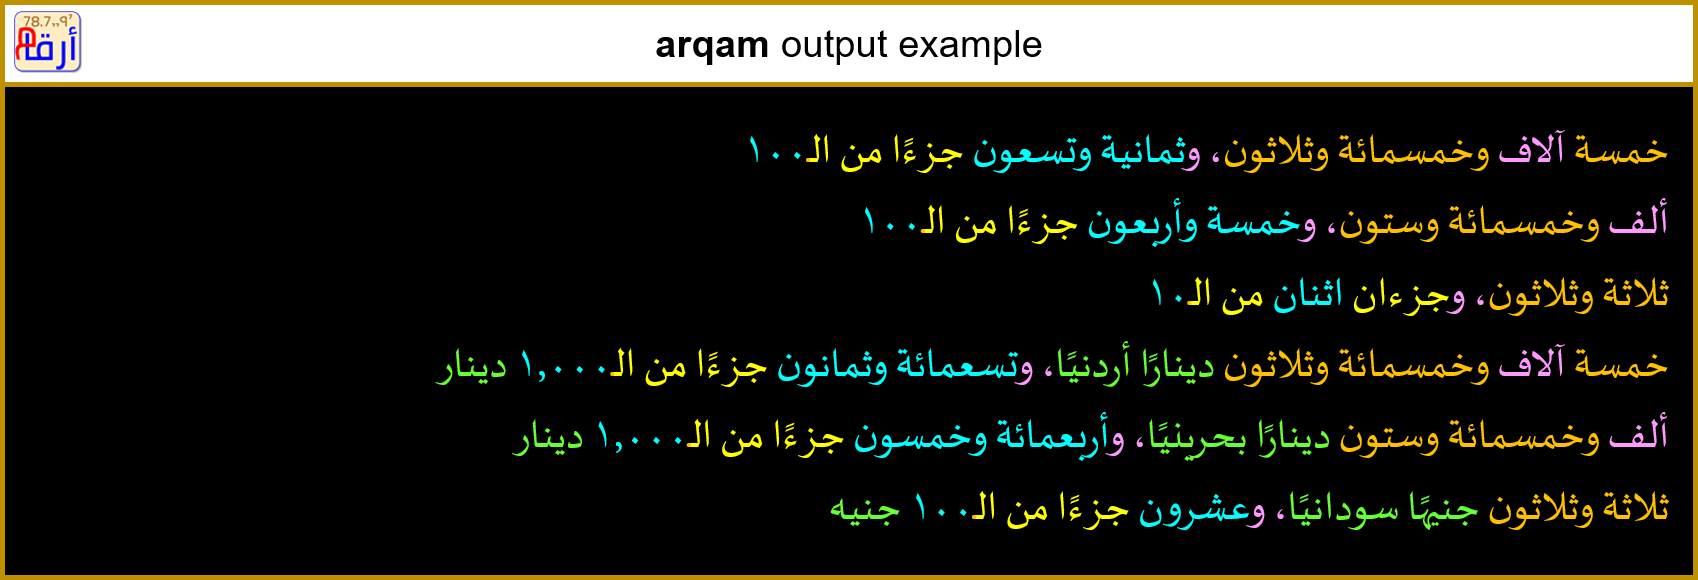 78.7,,٩٢
أرقام
arqam output example
خمسة آلاف وخمسمائة وثلاثون، وثمانية وتسعون جزءًا من الـ١٠٠
ألف وخمسمائة وستون، وخمسة وأربعون جزءًا من الـ١٠٠
ثلاثة وثلاثون، وجزءان اثنان من الـ١٠
خمسة آلاف وخمسمائة وثلاثون دينارًا أردنيًا، وتسعمائة وثمانون جزءًا من الـ١,٠٠٠ دينار
ألف وخمسمائة وستون دينارًا بحرينيًا، وأربعمائة وخمسون جزءًا من الـ١,٠٠٠ دينار
ثلاثة وثلاثون جنيهًا سودانيًا، وعشرون جزءًا من الـ١٠٠ جنيه